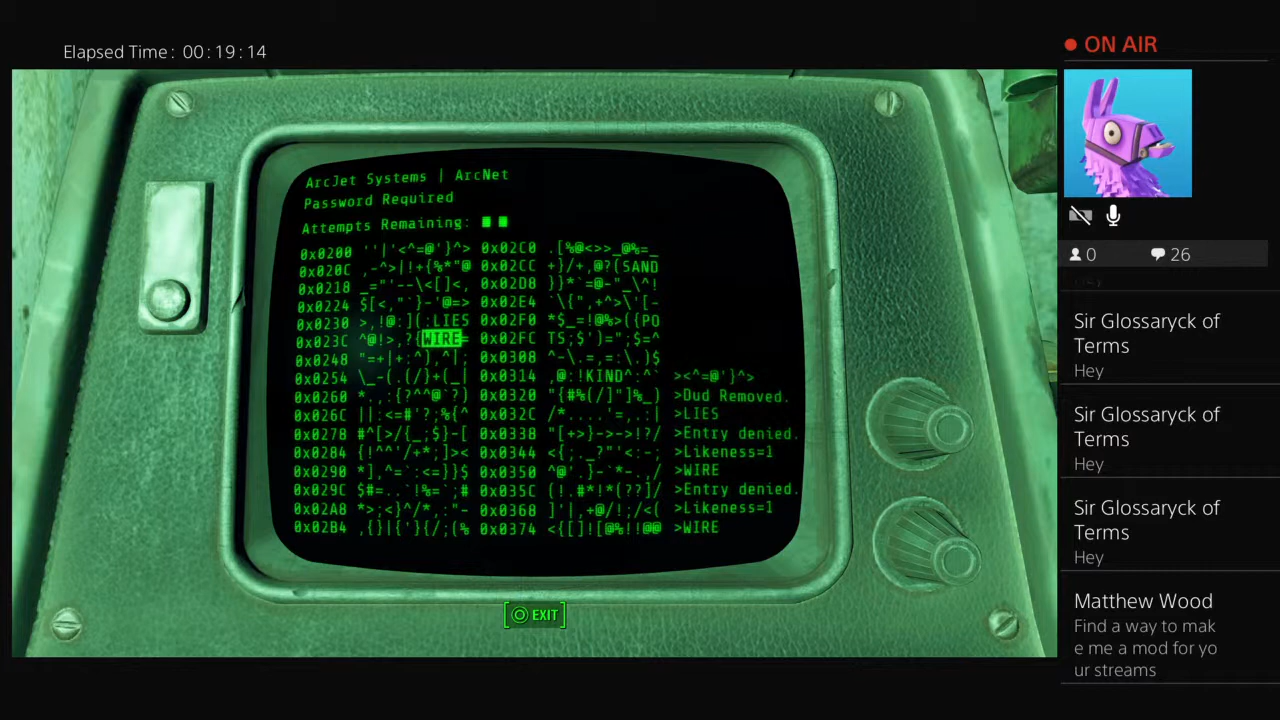 Elapsed Time: 00:19:14
ON AIR
0
26
ArcJet Systems | ArcNet
Password Required
Attempts Remaining:
0x0200 ''|'<^=@'}^> 0x02C0 .[%@<>>_@%=_
0x020C ,-^>|!+{%*"@ 0x02CC +}/+,@?(SAND
0x0218 _="'--\<[]<, 0x02D8 }}*`=@-"_\^!
0x0224 $[<,"`}-'@=> 0x02E4 `\{",+^>\'[-
0x0230 >,!@:](;LIES 0x02F0 *$_=!@%>({PO
0x023C ^@!>,?{WIRE= 0x02FC TS;$')=";$=^
0x0248 "=+|+:^),^|; 0x0308 ^-\.=,=:\.)$
0x0254 \_-(.(/}+(_| 0x0314 ,@:!KIND^:^` ><^=@'}^>
0x0260 *.,:{?^^@`?) 0x0320 "{#%(/]"]%_) >Dud Removed.
0x026C ||:<=#'?;%{^ 0x032C /*....'=,.:| >LIES
0x0278 #^[>/{_;$}-[ 0x0338 "[+>}->->!?/ >Entry denied.
0x0284 {!^^'/+*;]>< 0x0344 <{;._?"'<:-; >Likeness=1
0x0290 *],^=`:<=}}$ 0x0350 ^@'.}-`*-.,/ >WIRE
0x029C $#=..`!%=`;# 0x035C (!.#*!*(??]/ >Entry denied.
0x02A8 *>;<}^/*,:"- 0x0368 ]'|,+@/!;/<( >Likeness=1
0x02B4 ,{}|{'}{/;(% 0x0374 <{[]![@%!!@@ >WIRE
EXIT
Sir Glossaryck of
Terms
Hey
Sir Glossaryck of
Terms
Hey
Sir Glossaryck of
Terms
Hey
Matthew Wood
Find a way to mak
e me a mod for yo
ur streams